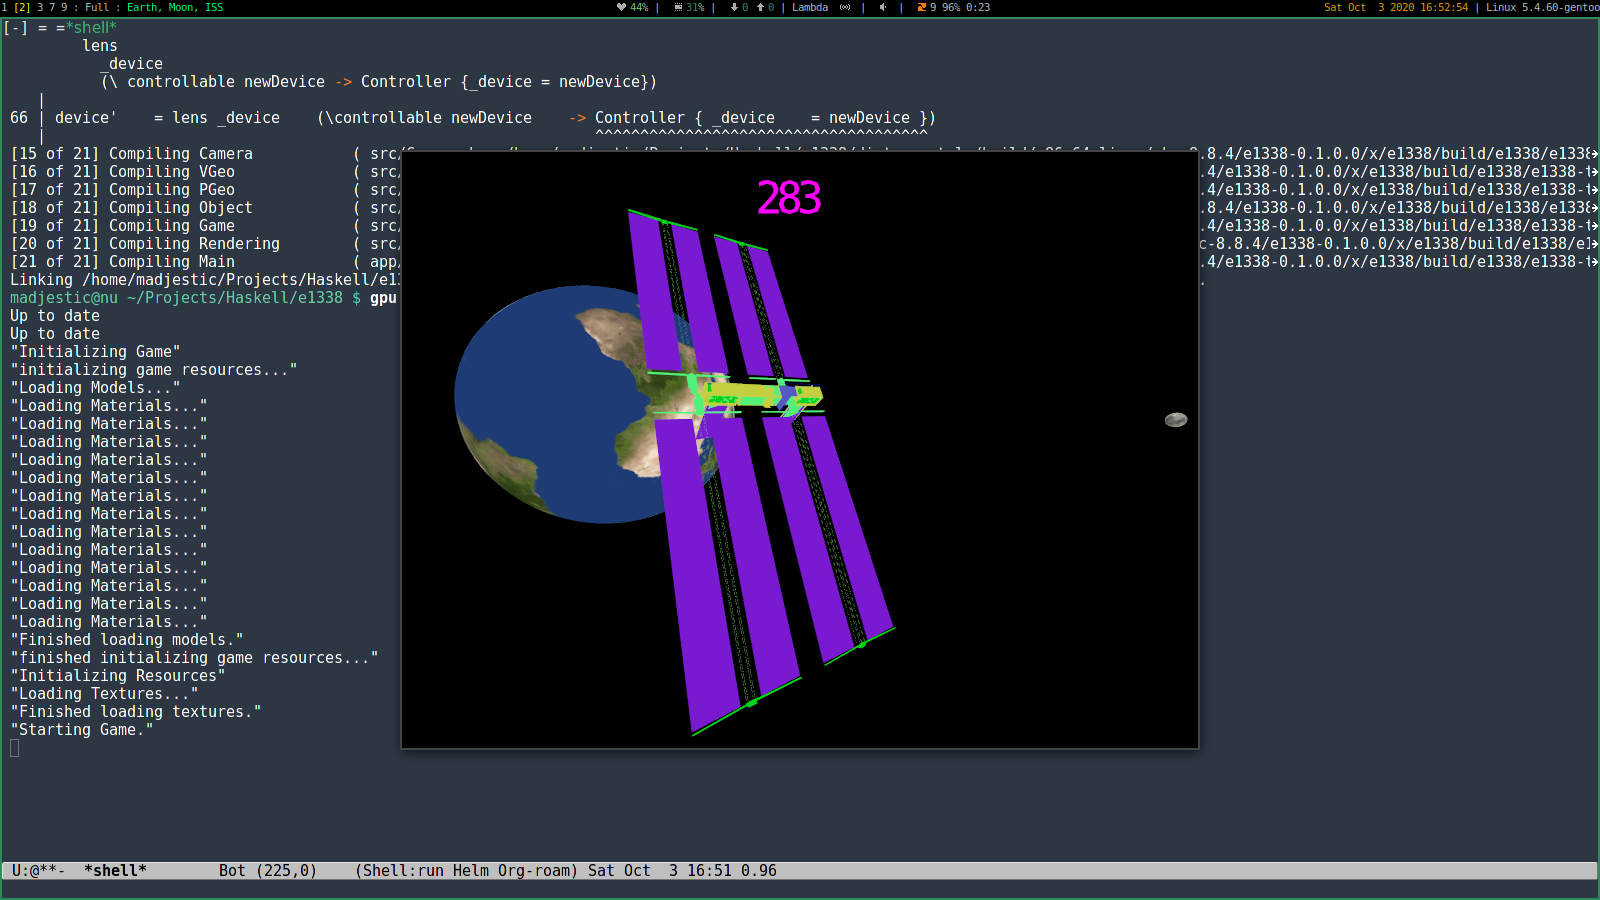 1 [2] 3 7 9 : Full : Earth, Moon, ISS 44% | 31% | 0 0 | Lambda | | 9 96% 0:23 Sat Oct 3 2020 16:52:54 | Linux 5.4.60-gentoo
[-] = =*shell*
lens
_device
(\ controllable newDevice -> Controller {_device = newDevice})
|
66 | device' = lens _device (\controllable newDevice -> Controller { _device = newDevice })
| ^^^^^^^^^^^^^^^^^^^^^^^^^^^^^^^^^^^^^
[15 of 21] Compiling Camera ( src/ 8.8.4/e1338-0.1.0.0/x/e1338/build/e1338/e1338
[16 of 21] Compiling VGeo ( src/ .4/e1338-0.1.0.0/x/e1338/build/e1338/e1338-t
[17 of 21] Compiling PGeo ( src/ .4/e1338-0.1.0.0/x/e1338/build/e1338/e1338-t
[18 of 21] Compiling Object ( src/ .8.4/e1338-0.1.0.0/x/e1338/build/e1338/e1338
[19 of 21] Compiling Game ( src/ .4/e1338-0.1.0.0/x/e1338/build/e1338/e1338-t
[20 of 21] Compiling Rendering ( src/ c-8.8.4/e1338-0.1.0.0/x/e1338/build/e1338/e1
[21 of 21] Compiling Main ( app/ .4/e1338-0.1.0.0/x/e1338/build/e1338/e1338-t
Linking /home/madjestic/Projects/Haskell/e1 .
madjestic@nu ~/Projects/Haskell/e1338 $ gpu
Up to date
Up to date
"Initializing Game"
"initializing game resources..."
"Loading Models..."
"Loading Materials..."
"Loading Materials..."
"Loading Materials..."
"Loading Materials..."
"Loading Materials..."
"Loading Materials..."
"Loading Materials..."
"Loading Materials..."
"Loading Materials..."
"Loading Materials..."
"Loading Materials..."
"Loading Materials..."
"Loading Materials..."
"Finished loading models."
"finished initializing game resources..."
"Initializing Resources"
"Loading Textures..."
"Finished loading textures."
"Starting Game."
283
U:@**- *shell* Bot (225,0) (Shell:run Helm Org-roam) Sat Oct 3 16:51 0.96